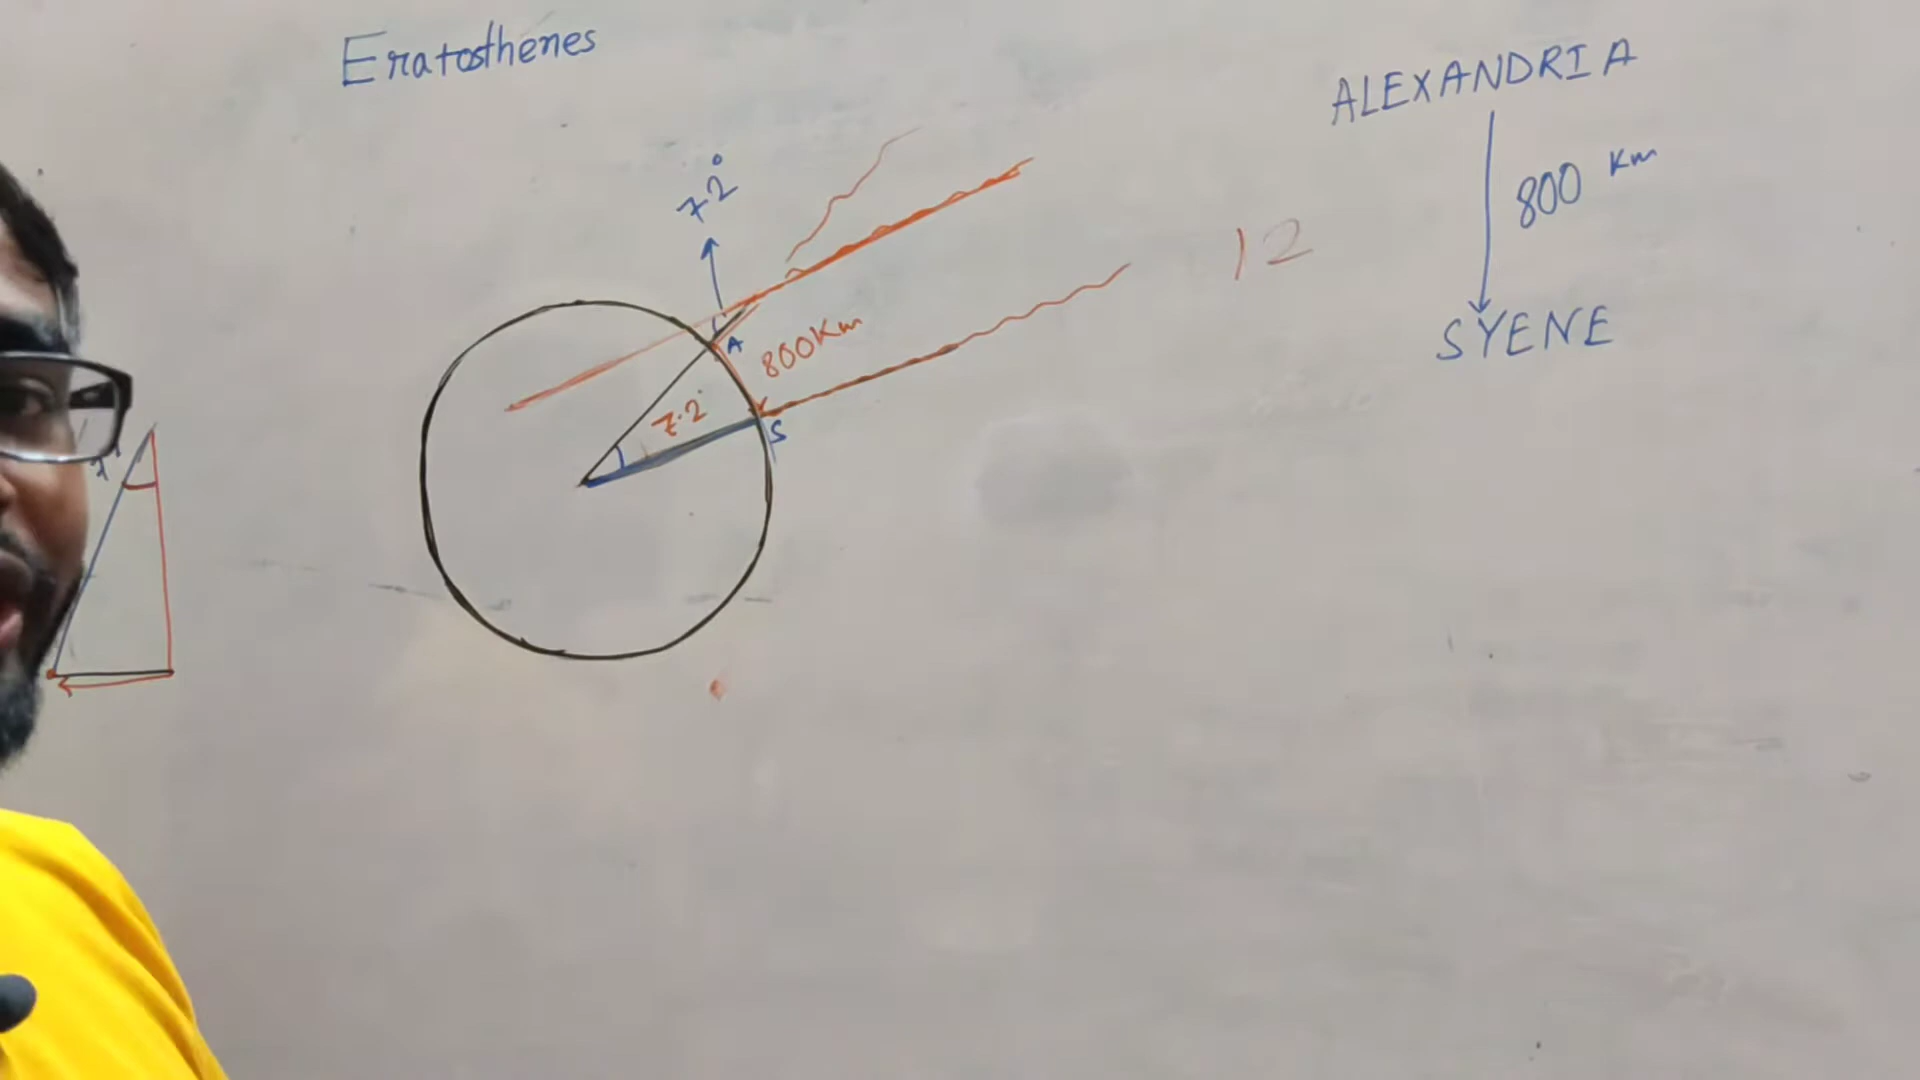 Eratosthenes
ALEXANDRIA
800 Km
SYENE
7.2°
12
A
800Km
7.2°
S